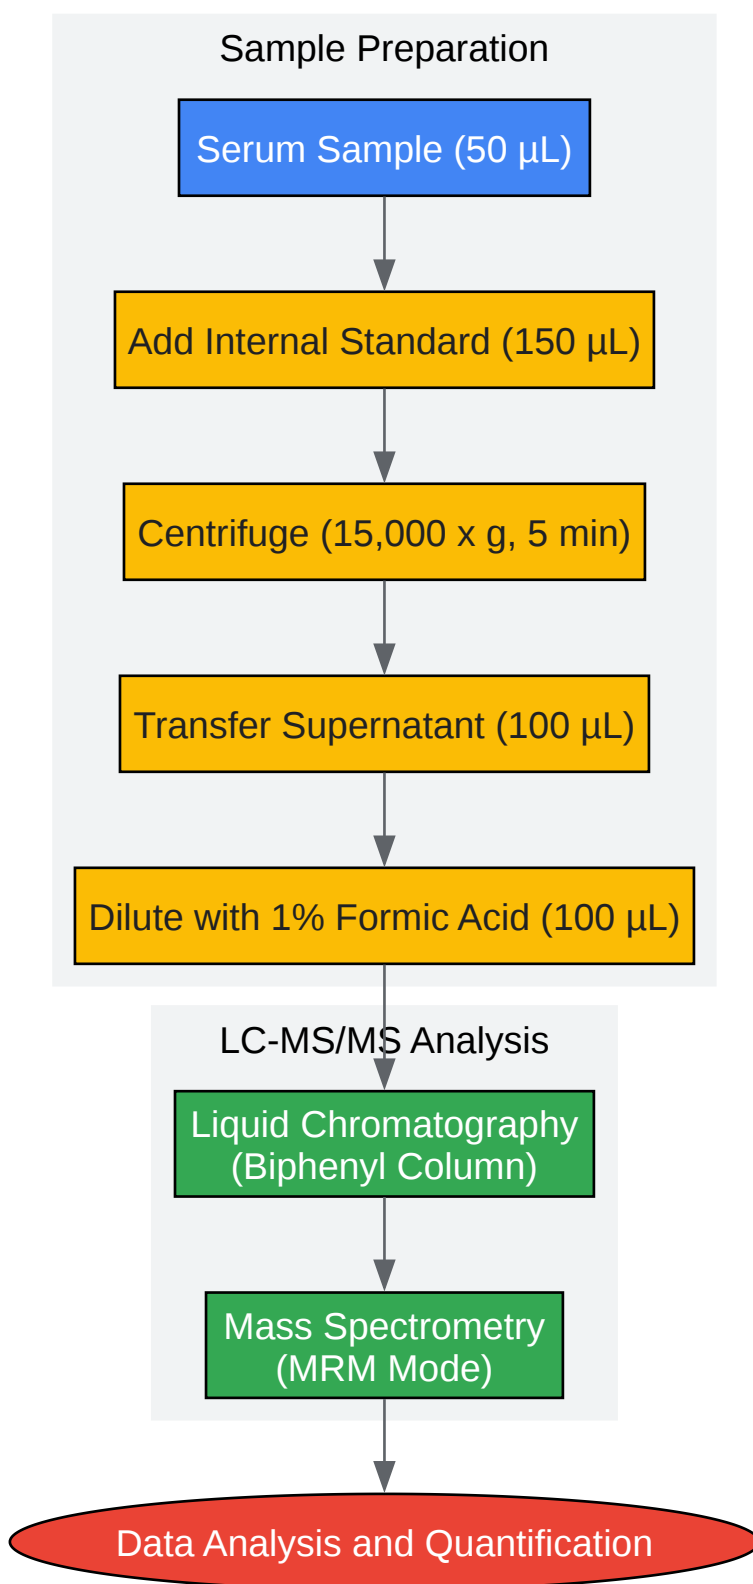 Sample Preparation
Serum Sample (50 µL)
Add Internal Standard (150 µL)
Centrifuge (15,000 x g, 5 min)
Transfer Supernatant (100 µL)
Dilute with 1% Formic Acid (100 µL)
LC-MS/MS Analysis
Liquid Chromatography
(Biphenyl Column)
Mass Spectrometry
(MRM Mode)
Data Analysis and Quantification